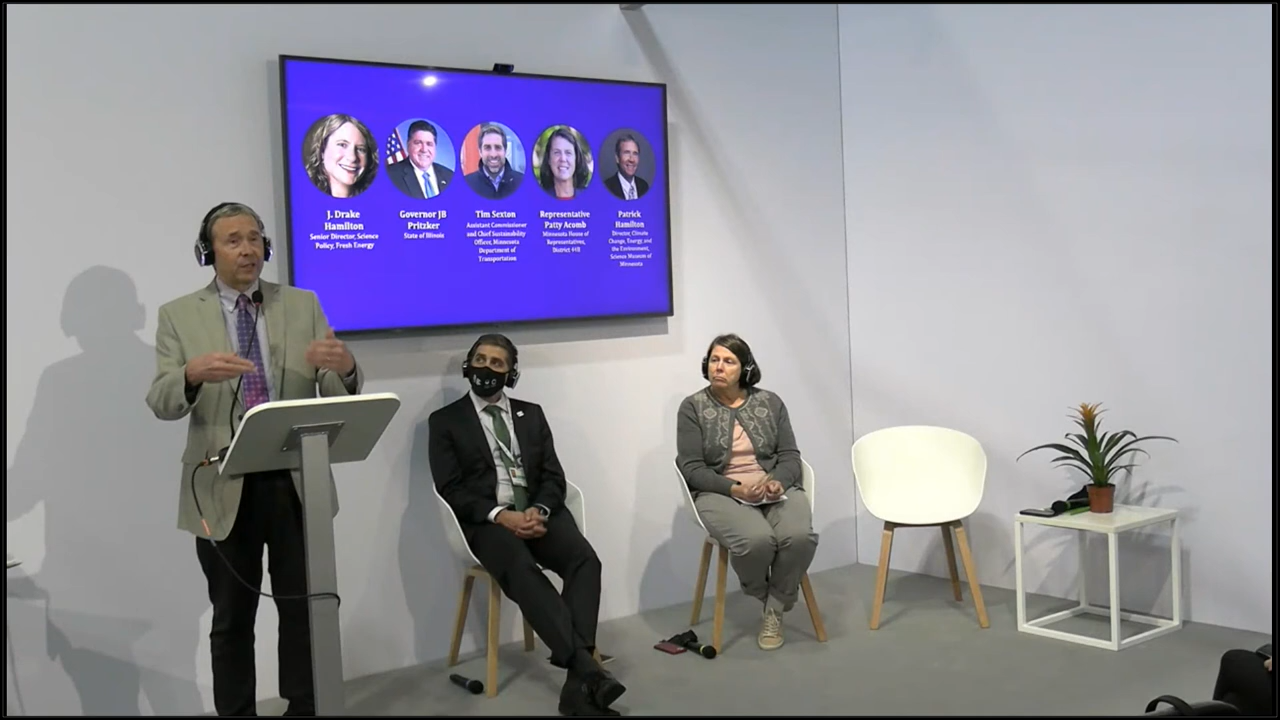 J. Drake
Hamilton
Senior Director, Science
Policy, Fresh Energy
Governor JB
Pritzker
State of Illinois
Tim Sexton
Assistant Commissioner
and Chief Sustainability
Officer, Minnesota
Department of
Transportation
Representative
Patty Acomb
Minnesota House of
Representatives,
District 44B
Patrick
Hamilton
Director, Climate
Change, Energy, and
the Environment,
Science Museum of
Minnesota